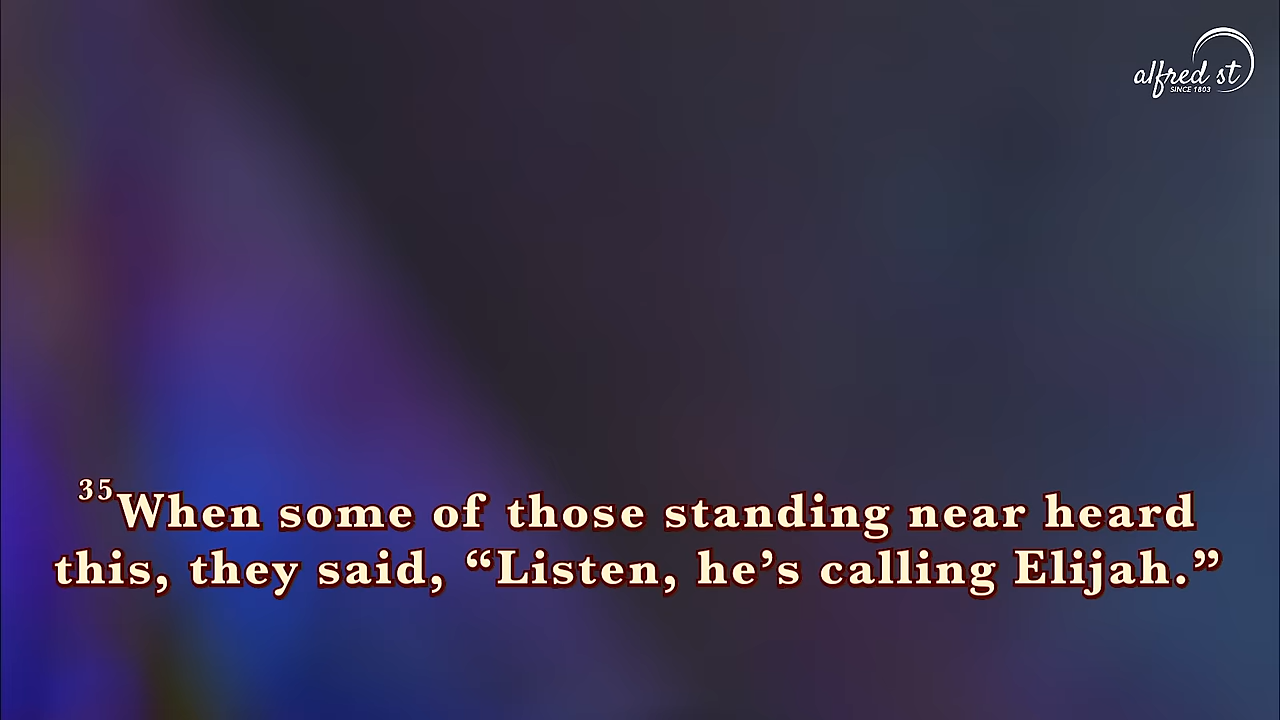 alfred st
SINCE 1803
³⁵When some of those standing near heard
this, they said, “Listen, he’s calling Elijah.”